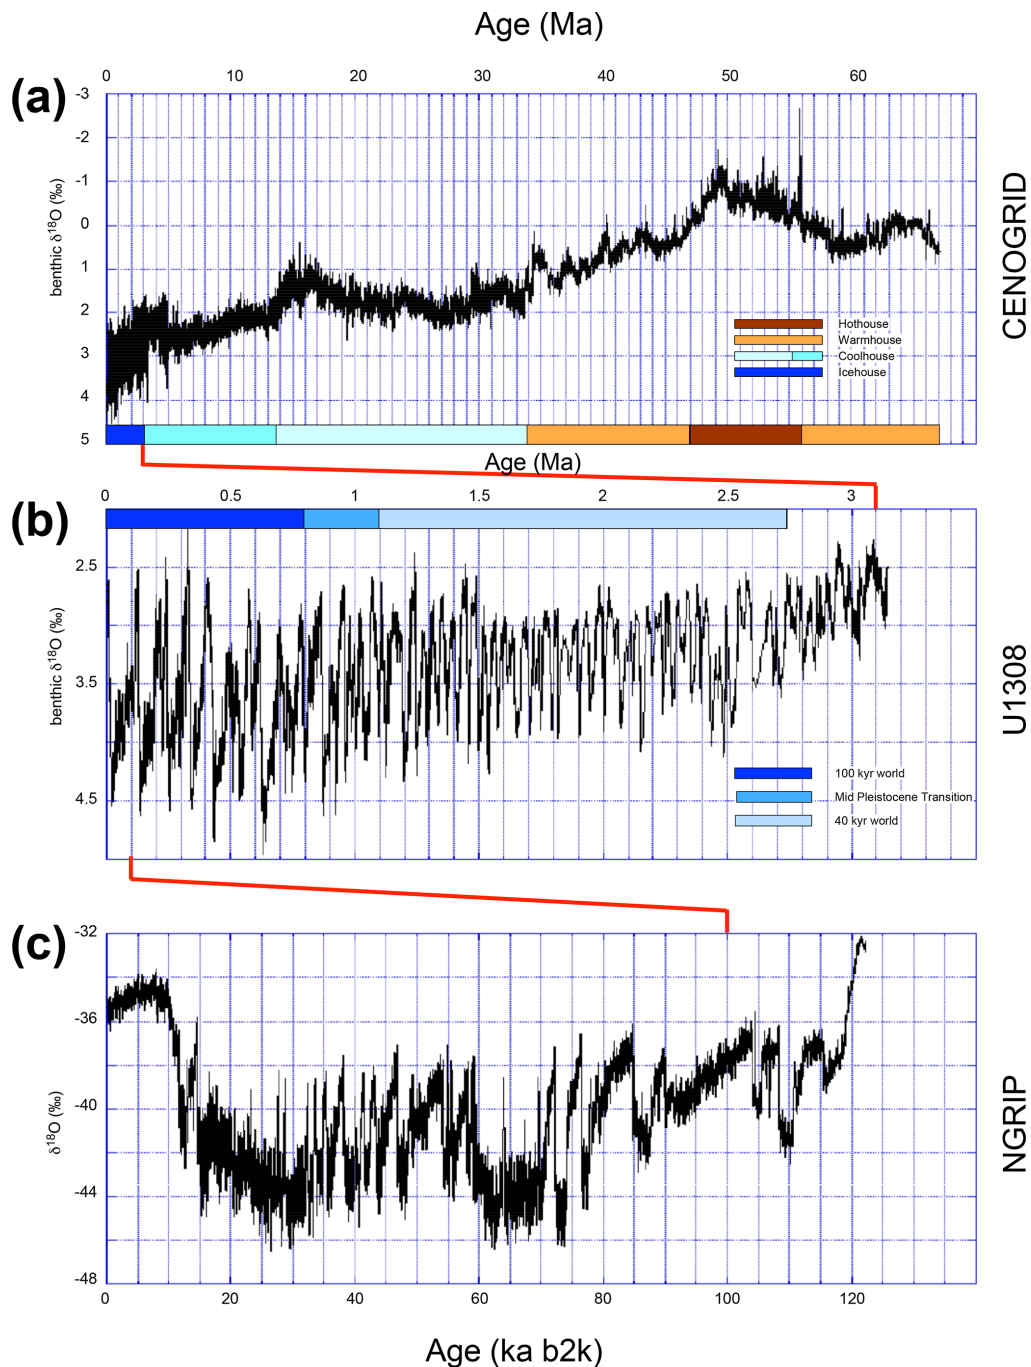 Age (Ma)
0 10 20 30 40 50 60
(a)
-3
-2
-1
0
1
2
3
4
5
benthic δ18O (‰)
CENOGRID
Hothouse
Warmhouse
Coolhouse
Icehouse
Age (Ma)
0 0.5 1 1.5 2 2.5 3
(b)
2.5
3.5
4.5
benthic δ18O (‰)
U1308
100 kyr world
Mid Pleistocene Transition
40 kyr world
(c)
-32
-36
-40
-44
-48
δ18O (‰)
NGRIP
0 20 40 60 80 100 120
Age (ka b2k)